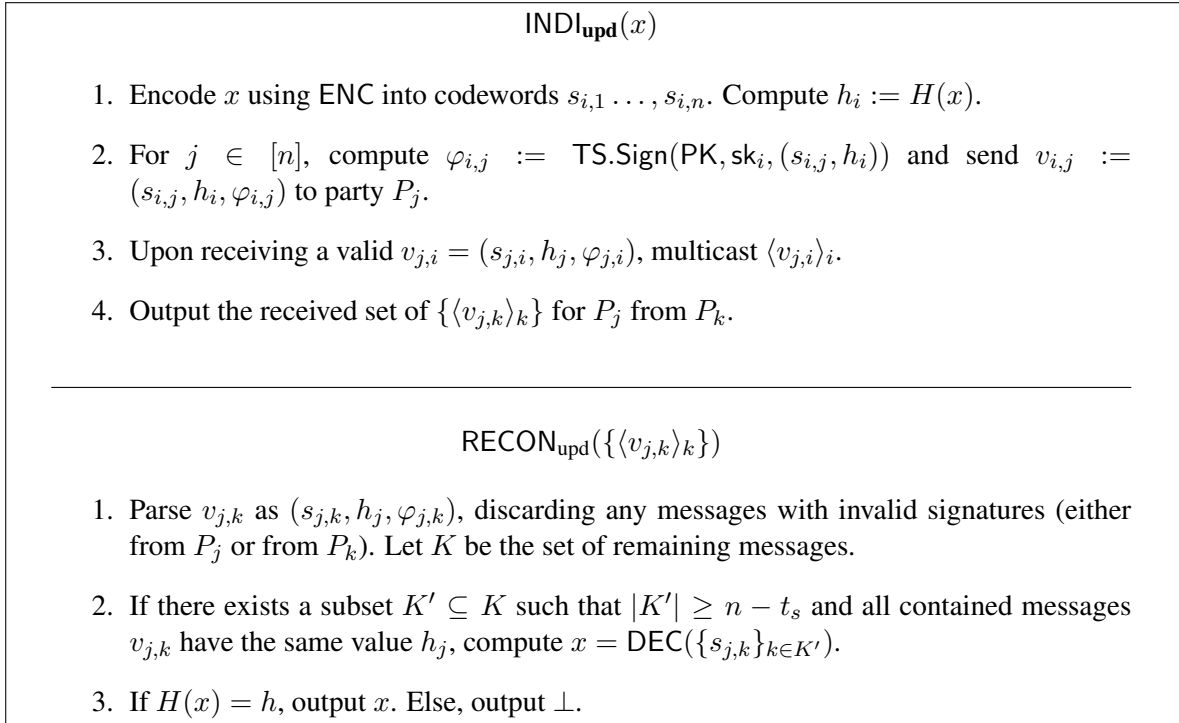 INDI_upd(x)
1. Encode x using ENC into codewords s_{i,1} ..., s_{i,n}. Compute h_i := H(x).
2. For j ∈ [n], compute φ_{i,j} := TS.Sign(PK, sk_i, (s_{i,j}, h_i)) and send v_{i,j} :=
(s_{i,j}, h_i, φ_{i,j}) to party P_j.
3. Upon receiving a valid v_{j,i} = (s_{j,i}, h_j, φ_{j,i}), multicast ⟨v_{j,i}⟩_i.
4. Output the received set of {⟨v_{j,k}⟩_k} for P_j from P_k.
RECON_upd({⟨v_{j,k}⟩_k})
1. Parse v_{j,k} as (s_{j,k}, h_j, φ_{j,k}), discarding any messages with invalid signatures (either
from P_j or from P_k). Let K be the set of remaining messages.
2. If there exists a subset K′ ⊆ K such that |K′| ≥ n − t_s and all contained messages
v_{j,k} have the same value h_j, compute x = DEC({s_{j,k}}_{k∈K′}).
3. If H(x) = h, output x. Else, output ⊥.